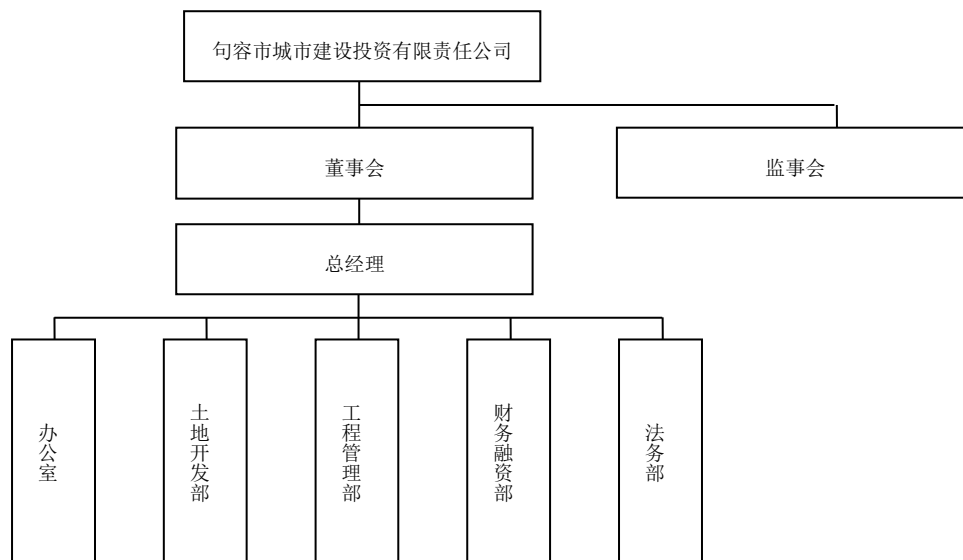 句容市城市建设投资有限责任公司
董事会
监事会
总经理
办公室
土地开发部
工程管理部
财务融资部
法务部